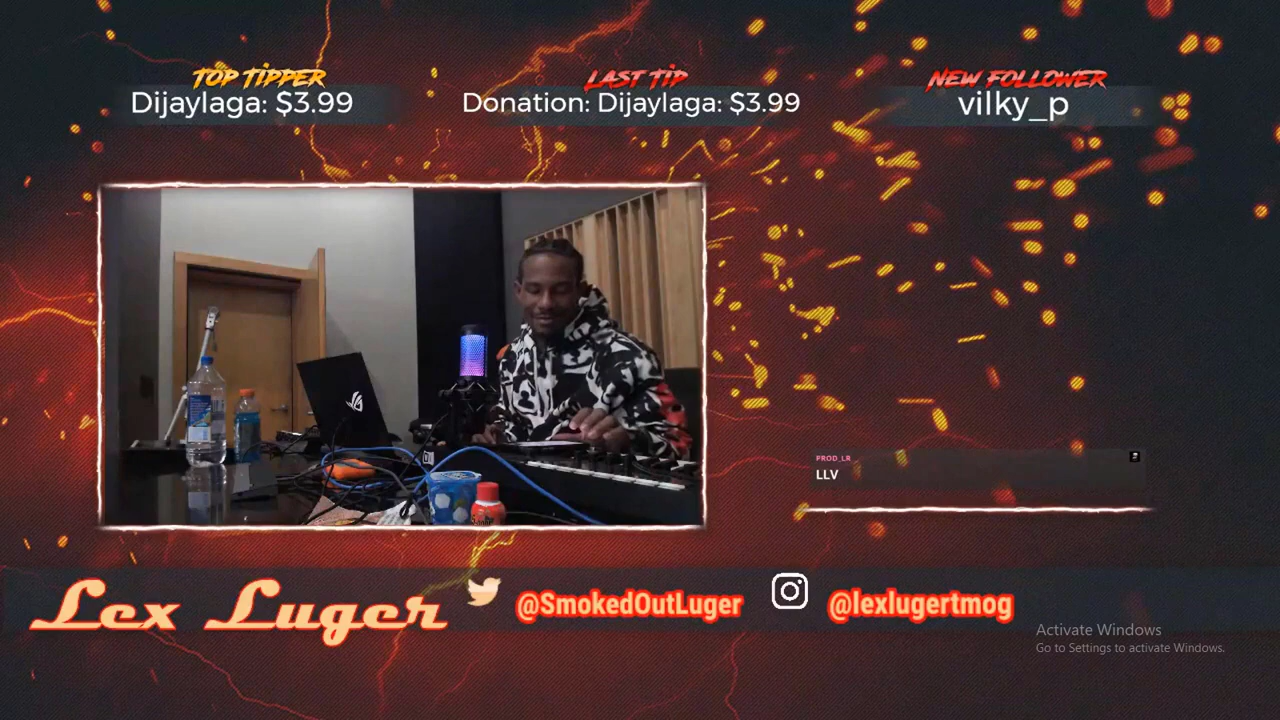 TOP TIPPER
Dijaylaga: $3.99
LAST TIP
Donation: Dijaylaga: $3.99
NEW FOLLOWER
vilky_p
PROD_LR
LLV
Lex Luger
@SmokedOutLuger
@lexlugertmog
Activate Windows
Go to Settings to activate Windows.